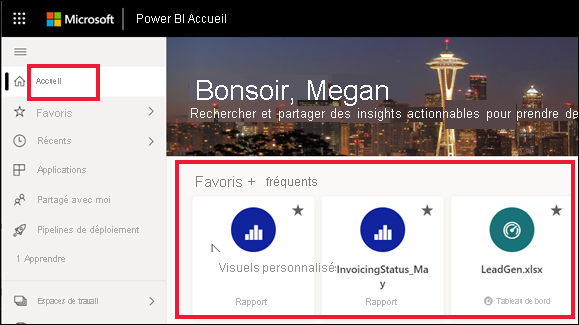 Microsoft Power BI Accueil
Accueil
Favoris
Récents
Applications
Partagé avec moi
Pipelines de déploiement
1 Apprendre
Espaces de travail
Bonsoir, Megan
Rechercher et partager des insights actionnables pour prendre de
Favoris + fréquents
Visuels personnalisé
Rapport
InvoicingStatus_Ma
y
Rapport
LeadGen.xlsx
Tableau de bord